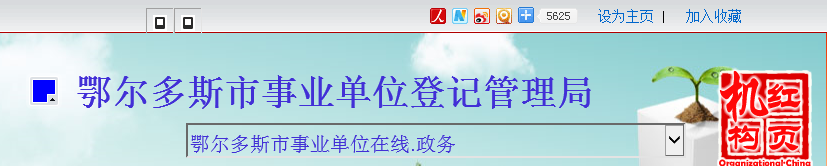 5625 设为主页 | 加入收藏
鄂尔多斯市事业单位登记管理局
鄂尔多斯市事业单位在线.政务
机构
红页
Organizational-China